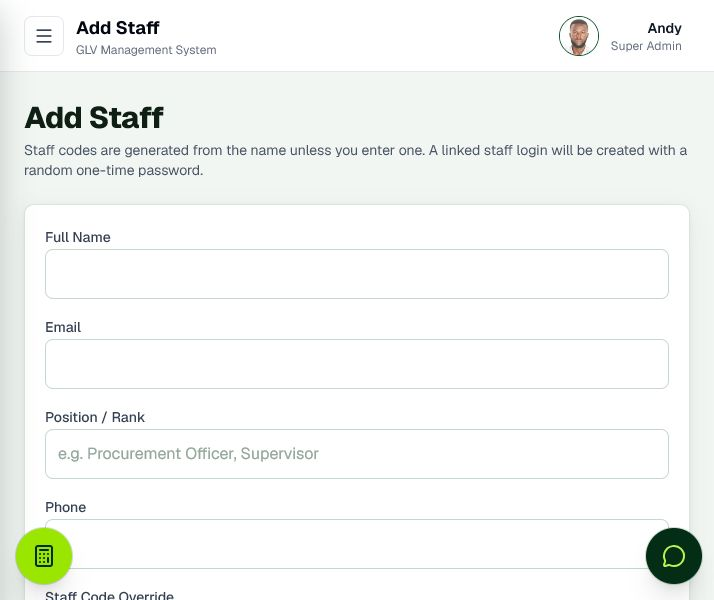 Add Staff
GLV Management System
Andy
Super Admin
Add Staff
Staff codes are generated from the name unless you enter one. A linked staff login will be created with a
random one-time password.
Full Name
Email
Position / Rank
e.g. Procurement Officer, Supervisor
Phone
Staff Code Override